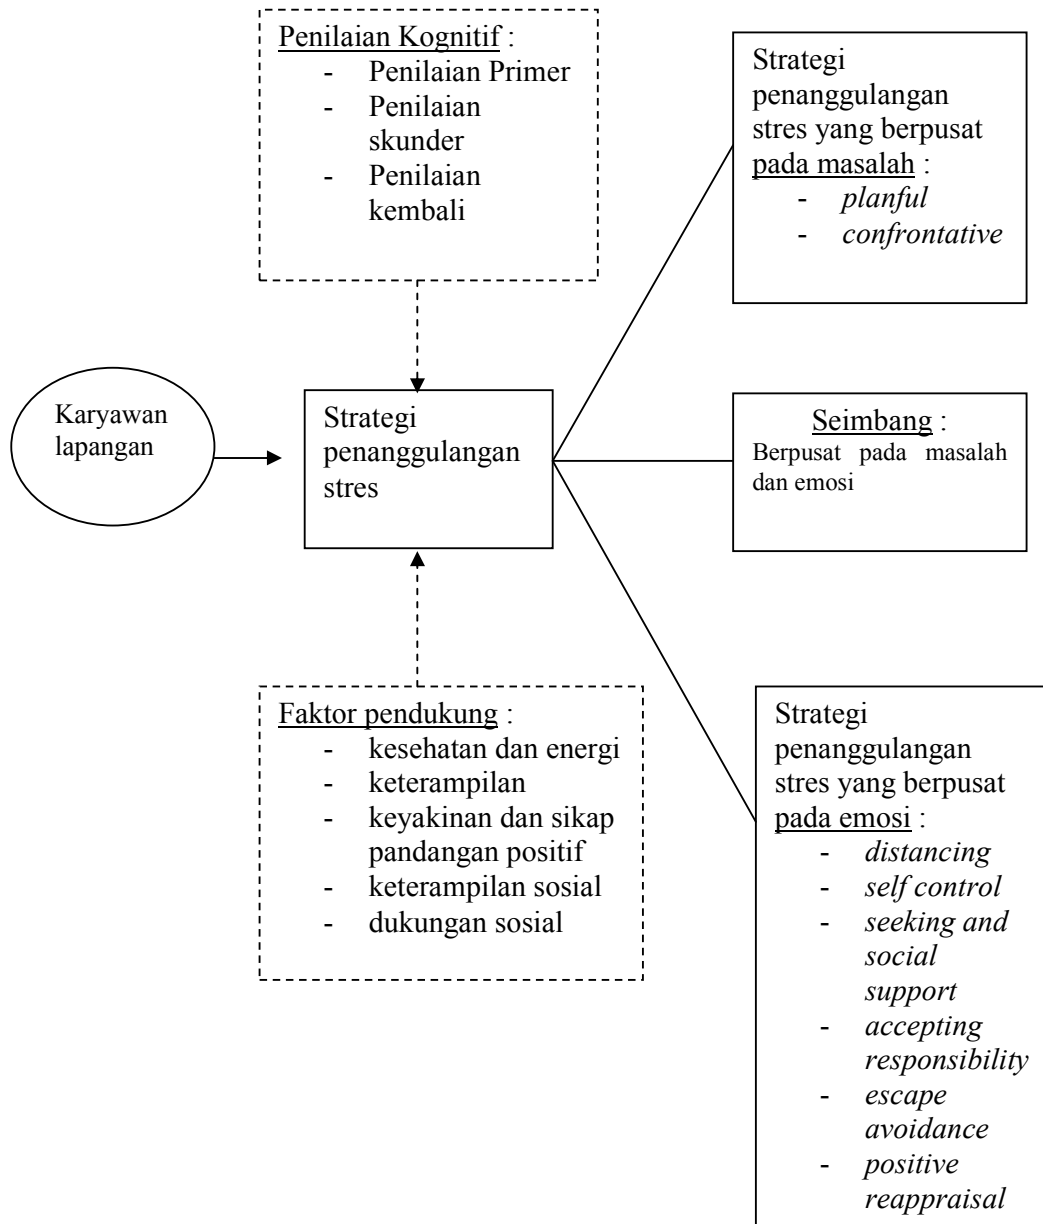 Penilaian Kognitif :
- Penilaian Primer
- Penilaian
skunder
- Penilaian
kembali
Strategi
penanggulangan
stres yang berpusat
pada masalah :
- planful
- confrontative
Karyawan
lapangan
Strategi
penanggulangan
stres
Seimbang :
Berpusat pada masalah
dan emosi
Faktor pendukung :
- kesehatan dan energi
- keterampilan
- keyakinan dan sikap
pandangan positif
- keterampilan sosial
- dukungan sosial
Strategi
penanggulangan
stres yang berpusat
pada emosi :
- distancing
- self control
- seeking and
social
support
- accepting
responsibility
- escape
avoidance
- positive
reappraisal